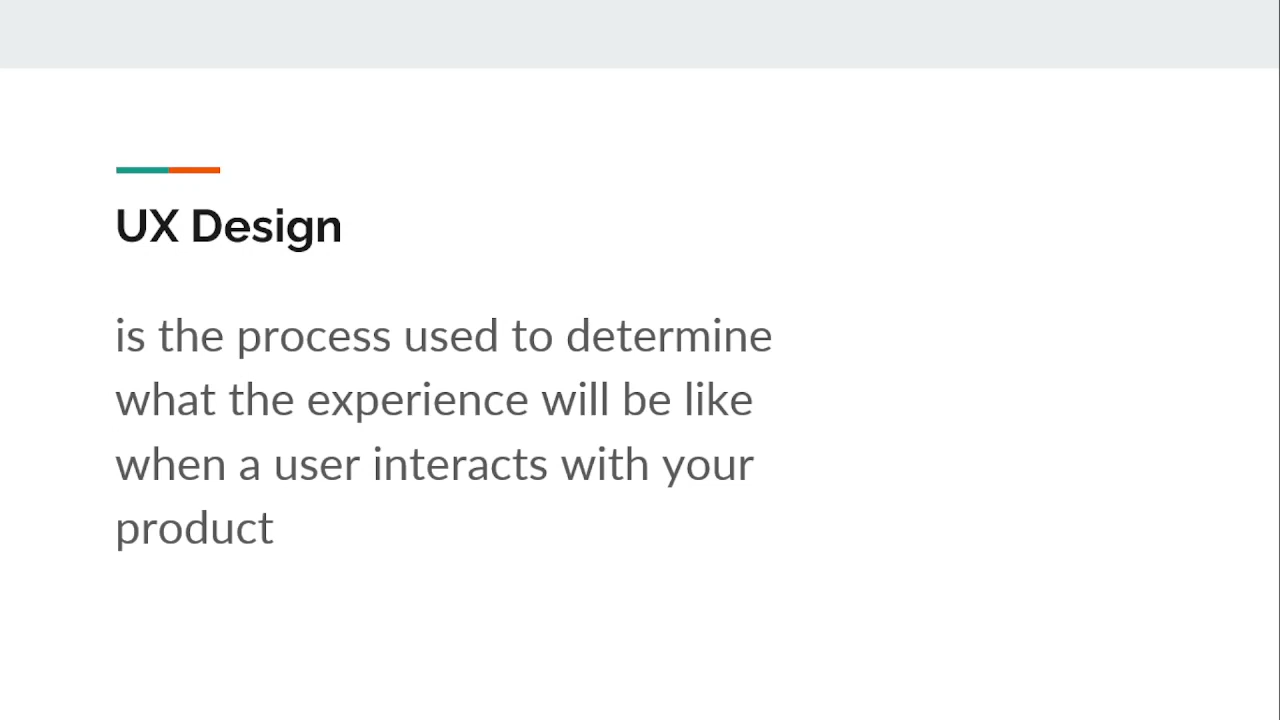 UX Design
is the process used to determine
what the experience will be like
when a user interacts with your
product